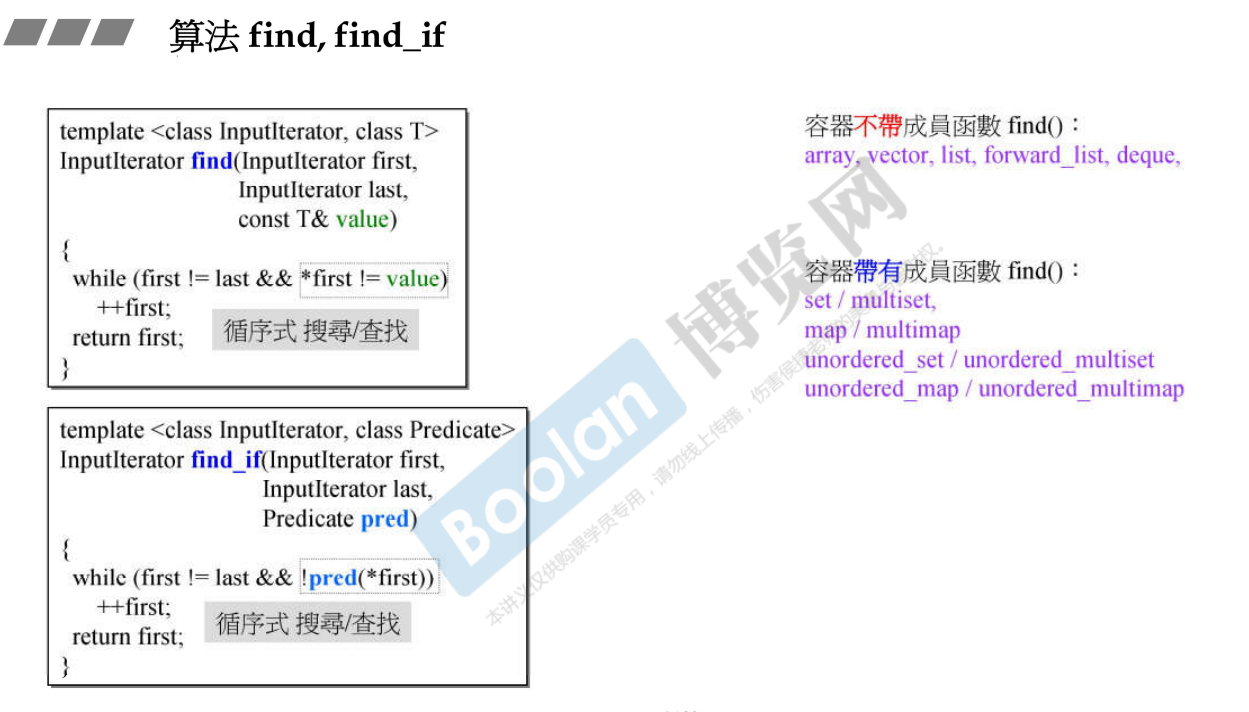 算法 find, find_if
template <class InputIterator, class T>
InputIterator find(InputIterator first,
InputIterator last,
const T& value)
{
while (first != last && *first != value)
++first;
return first;
}
循序式 搜尋/查找
template <class InputIterator, class Predicate>
InputIterator find_if(InputIterator first,
InputIterator last,
Predicate pred)
{
while (first != last && !pred(*first))
++first;
return first;
}
循序式 搜尋/查找
容器不帶成員函數 find()：
array, vector, list, forward_list, deque,
容器帶有成員函數 find()：
set / multiset,
map / multimap
unordered_set / unordered_multiset
unordered_map / unordered_multimap
Boolan 博览网
本讲义仅供购课学员专用，请勿线上传播，伤害侯捷老师的